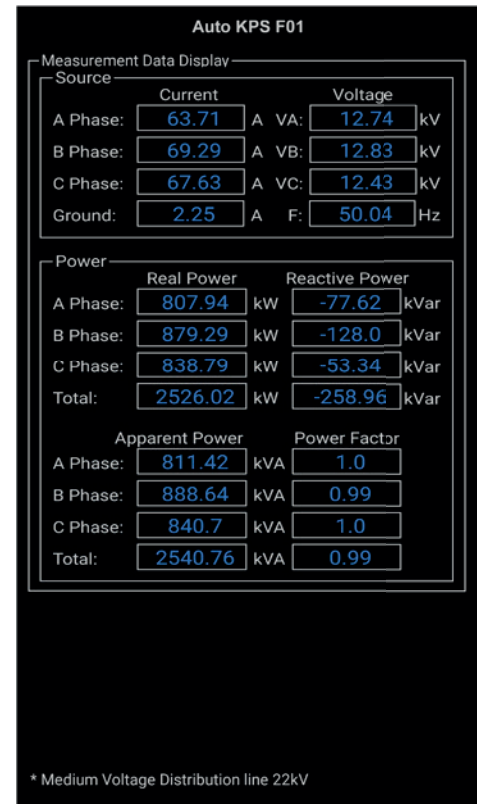 Auto KPS F01
Measurement Data Display
Source
Current Voltage
A Phase: 63.71 A VA: 12.74 kV
B Phase: 69.29 A VB: 12.83 kV
C Phase: 67.63 A VC: 12.43 kV
Ground: 2.25 A F: 50.04 Hz
Power
Real Power Reactive Power
A Phase: 807.94 kW -77.62 kVar
B Phase: 879.29 kW -128.0 kVar
C Phase: 838.79 kW -53.34 kVar
Total: 2526.02 kW -258.96 kVar
Apparent Power Power Factor
A Phase: 811.42 kVA 1.0
B Phase: 888.64 kVA 0.99
C Phase: 840.7 kVA 1.0
Total: 2540.76 kVA 0.99
* Medium Voltage Distribution line 22kV